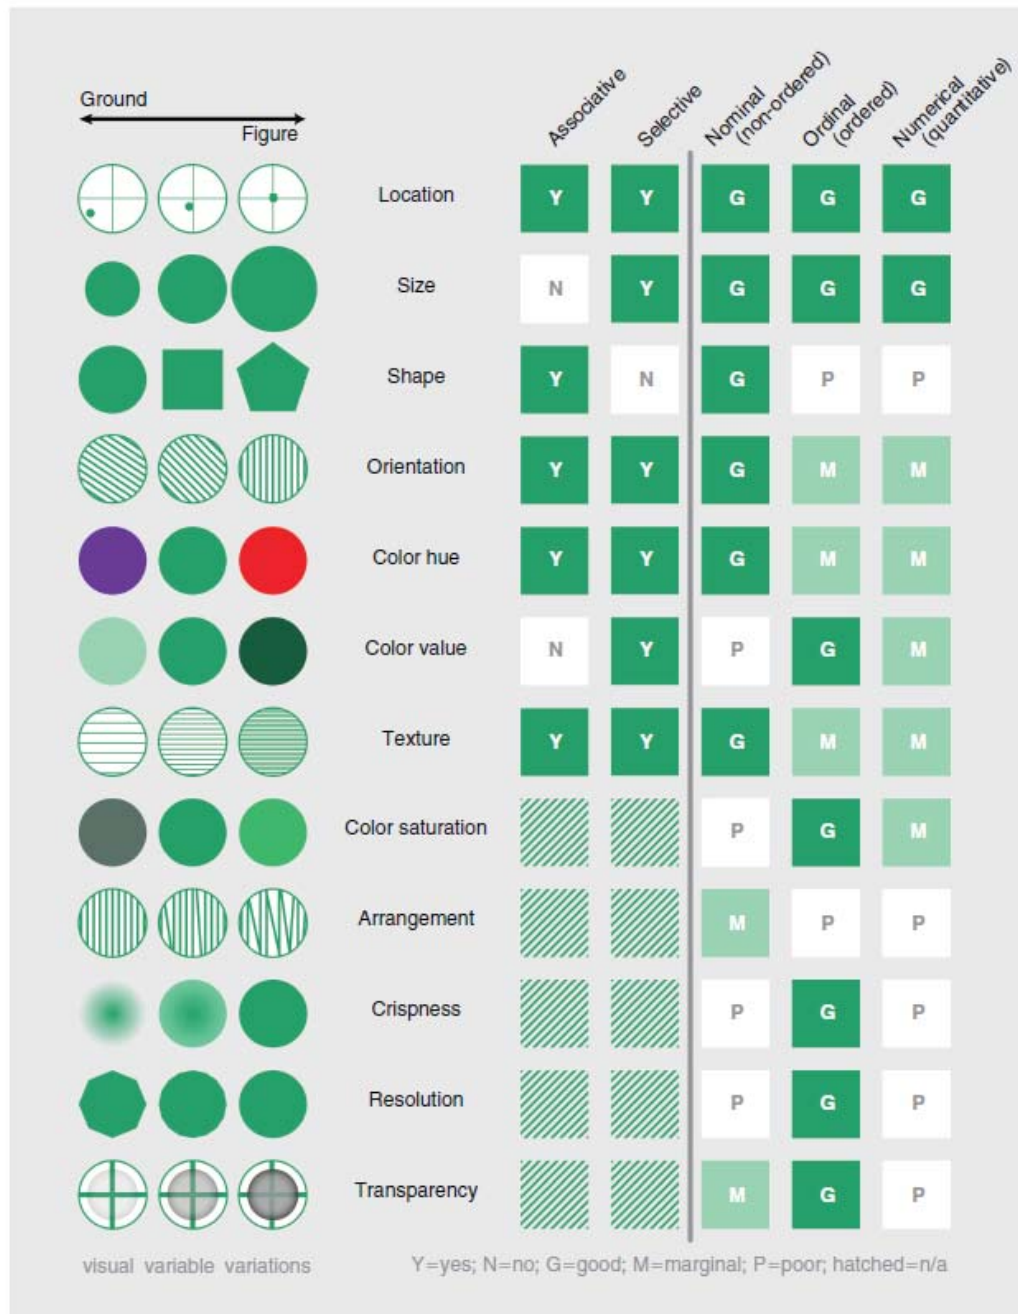 Ground
Figure
Associative
Selective
Nominal
(non-ordered)
Ordinal
(ordered)
Numerical
(quantitative)
Location Y Y G G G
Size N Y G G G
Shape Y N G P P
Orientation Y Y G M M
Color hue Y Y G M M
Color value N Y P G M
Texture Y Y G M M
Color saturation P G M
Arrangement M P P
Crispness P G P
Resolution P G P
Transparency M G P
visual variable variations
Y=yes; N=no; G=good; M=marginal; P=poor; hatched=n/a